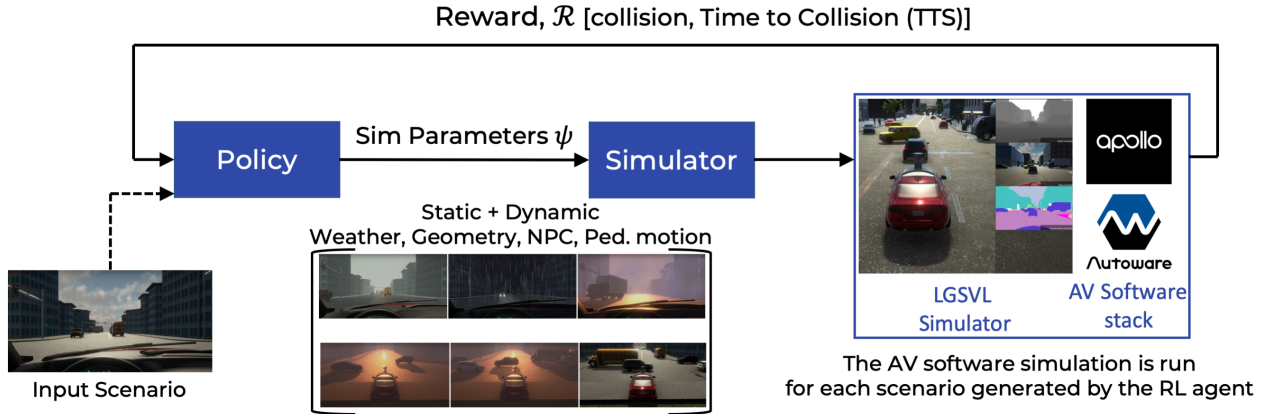 Reward, ℛ [collision, Time to Collision (TTS)]
Policy
Sim Parameters ψ
Simulator
Static + Dynamic
Weather, Geometry, NPC, Ped. motion
Input Scenario
apollo
Autoware
LGSVL
Simulator
AV Software
stack
The AV software simulation is run
for each scenario generated by the RL agent